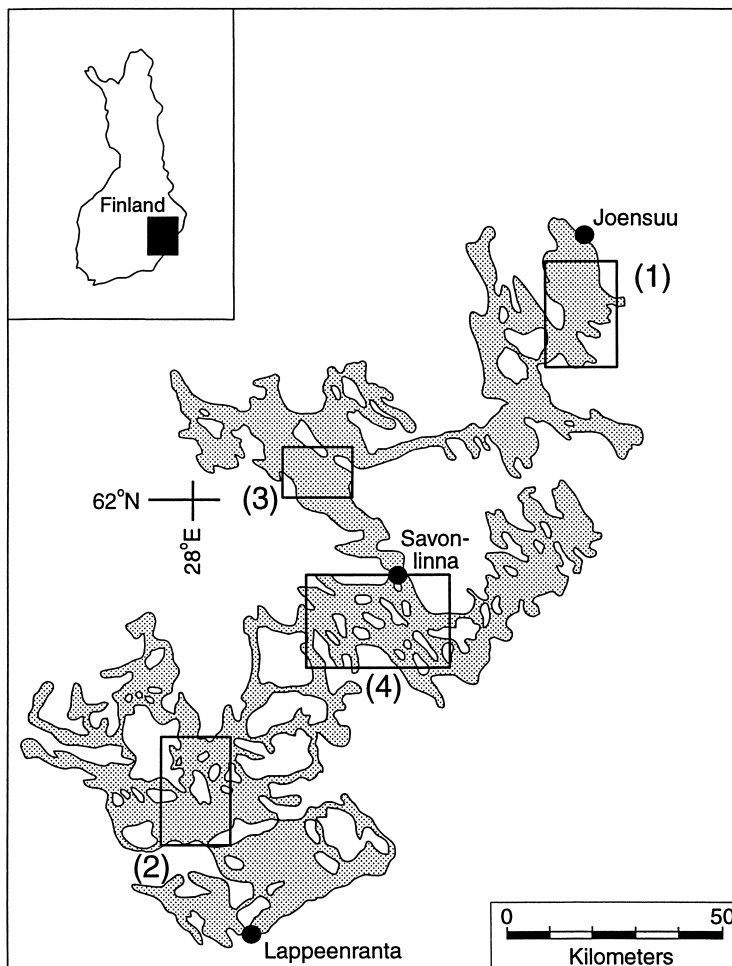 Finland
Joensuu
(1)
(3)
62°N
28°E
Savon-
linna
(4)
(2)
Lappeenranta
0 50
Kilometers